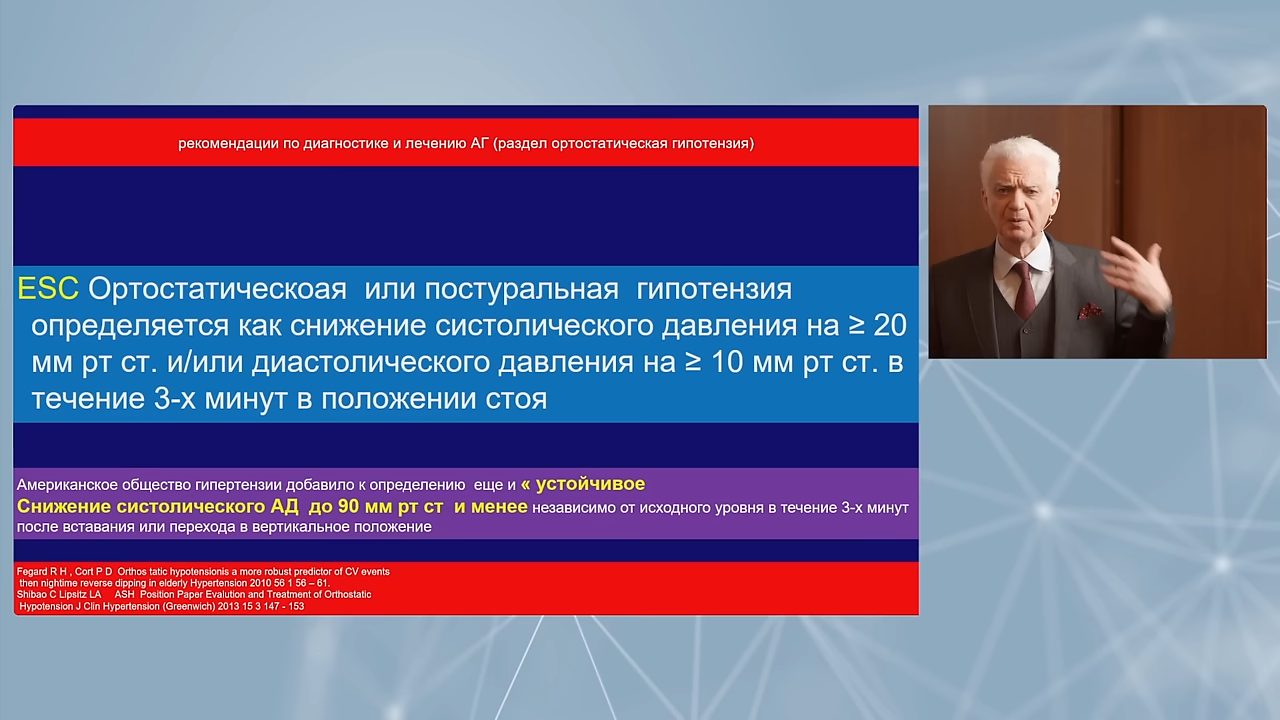 рекомендации по диагностике и лечению АГ (раздел ортостатическая гипотензия)
ESC Ортостатическоая или постуральная гипотензия
определяется как снижение систолического давления на ≥ 20
мм рт ст. и/или диастолического давления на ≥ 10 мм рт ст. в
течение 3-х минут в положении стоя
Американское общество гипертензии добавило к определению еще и « устойчивое
Снижение систолического АД до 90 мм рт ст и менее независимо от исходного уровня в течение 3-х минут
после вставания или перехода в вертикальное положение
Fegard R H , Cort P D Orthos tatic hypotensionis a more robust predictor of CV events
then nightime reverse dipping in elderly Hypertension 2010 56 1 56 – 61.
Shibao C Lipsitz LA ASH Position Paper Evalution and Treatment of Orthostatic
Hypotension J Clin Hypertension (Greenwich) 2013 15 3 147 - 153